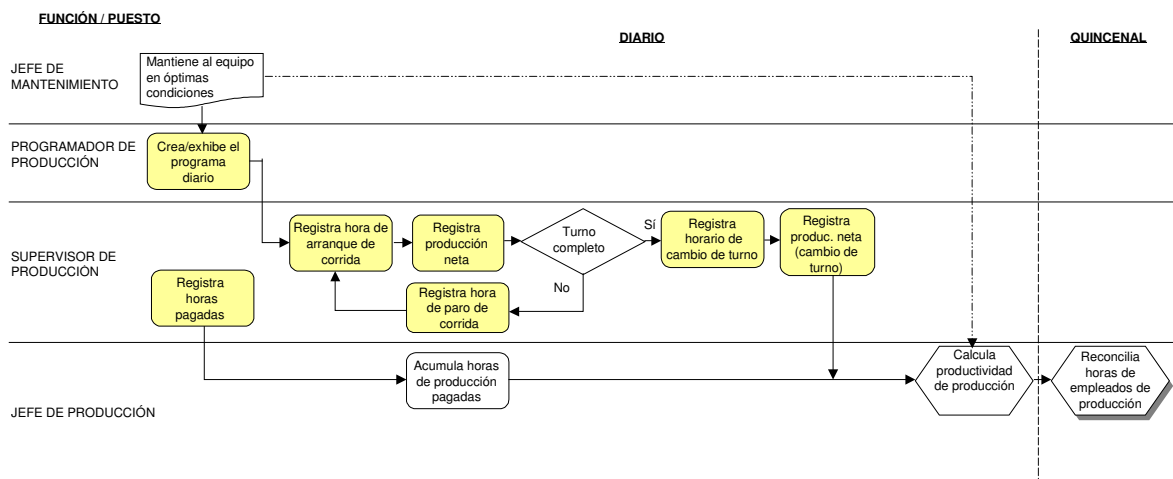 FUNCIÓN / PUESTO
DIARIO
QUINCENAL
JEFE DE
MANTENIMIENTO
Mantiene al equipo
en óptimas
condiciones
PROGRAMADOR DE
PRODUCCIÓN
Crea/exhibe el
programa
diario
SUPERVISOR DE
PRODUCCIÓN
Registra hora de
arranque de
corrida
Registra
producción
neta
Turno
completo
Sí
Registra
horario de
cambio de turno
Registra
produc. neta
(cambio de
turno)
No
Registra hora
de paro de
corrida
Registra
horas
pagadas
JEFE DE PRODUCCIÓN
Acumula horas
de producción
pagadas
Calcula
productividad
de producción
Reconcilia
horas de
empleados de
producción